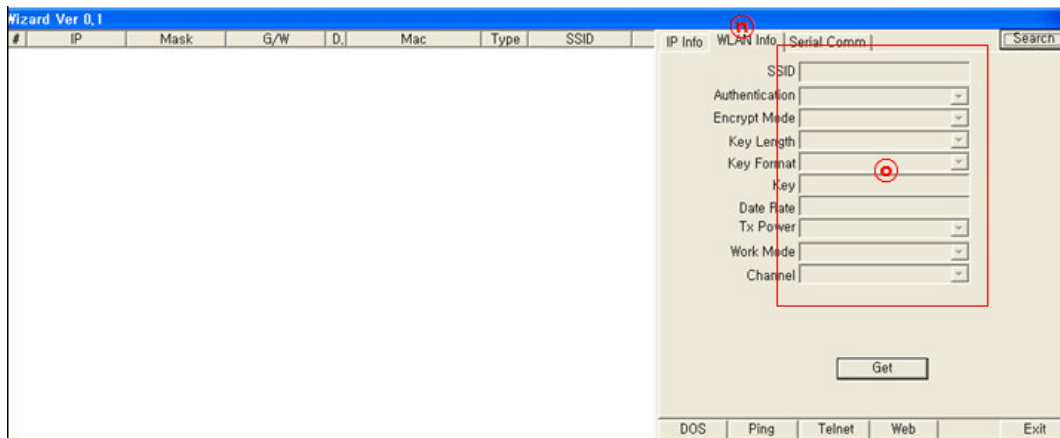 Wizard Ver 0,1
# IP Mask G/W D. Mac Type SSID
IP Info WLAN Info Serial Comm Search
ⓝ
SSID
Authentication
Encrypt Mode
Key Length
Key Format
ⓞ
Key
Date Rate
Tx Power
Work Mode
Channel
Get
DOS Ping Telnet Web Exit